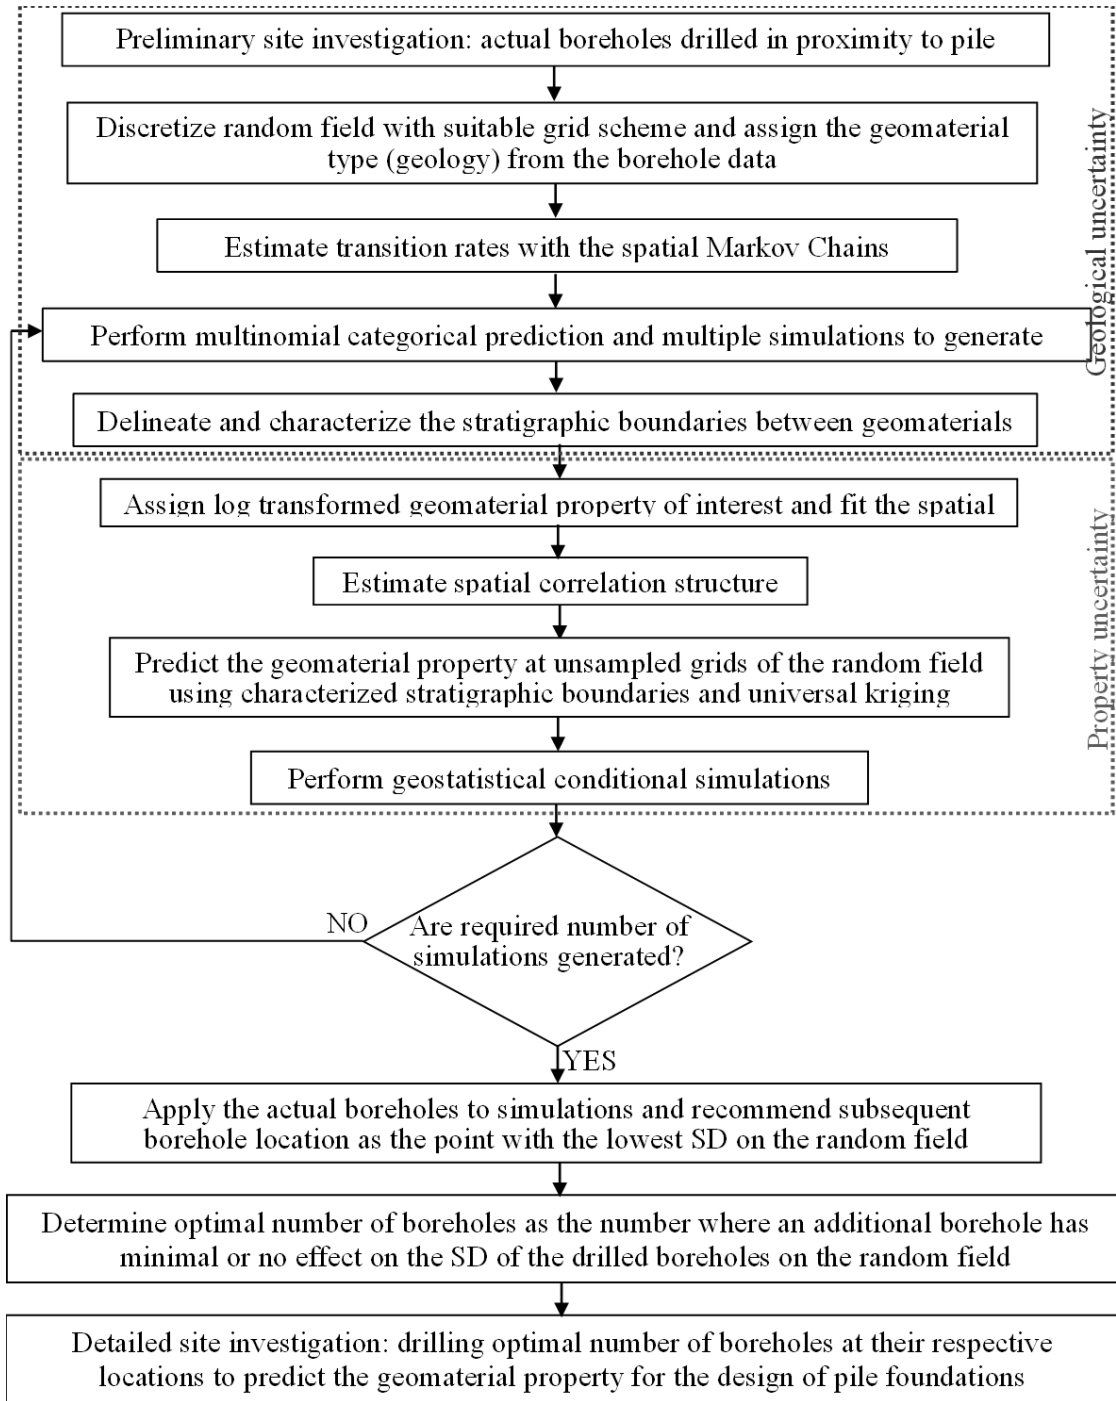 Preliminary site investigation: actual boreholes drilled in proximity to pile
Discretize random field with suitable grid scheme and assign the geomaterial
type (geology) from the borehole data
Estimate transition rates with the spatial Markov Chains
Perform multinomial categorical prediction and multiple simulations to generate
Delineate and characterize the stratigraphic boundaries between geomaterials
Geological uncertainty
Assign log transformed geomaterial property of interest and fit the spatial
Estimate spatial correlation structure
Predict the geomaterial property at unsampled grids of the random field
using characterized stratigraphic boundaries and universal kriging
Perform geostatistical conditional simulations
Property uncertainty
NO
Are required number of
simulations generated?
YES
Apply the actual boreholes to simulations and recommend subsequent
borehole location as the point with the lowest SD on the random field
Determine optimal number of boreholes as the number where an additional borehole has
minimal or no effect on the SD of the drilled boreholes on the random field
Detailed site investigation: drilling optimal number of boreholes at their respective
locations to predict the geomaterial property for the design of pile foundations